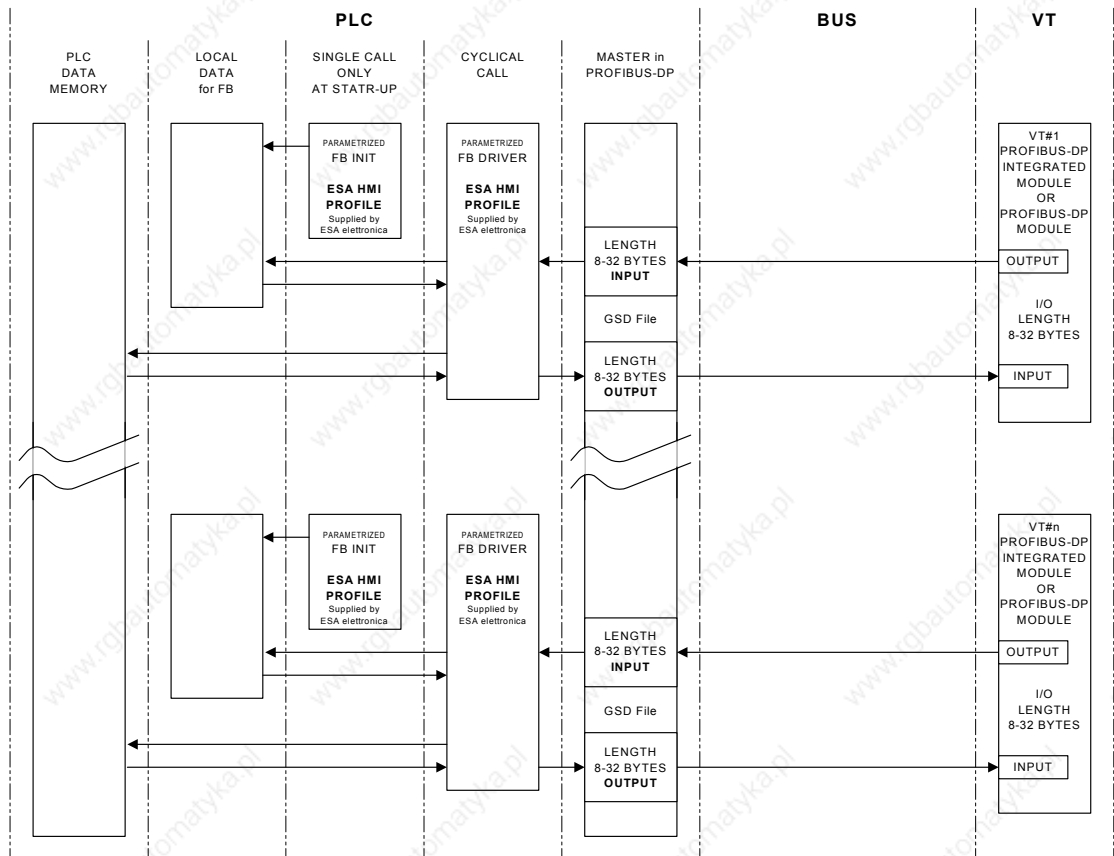 PLC
BUS
VT
PLC
DATA
MEMORY
LOCAL
DATA
for FB
SINGLE CALL
ONLY
AT STATR-UP
CYCLICAL
CALL
MASTER in
PROFIBUS-DP
PARAMETRIZED
FB INIT
ESA HMI
PROFILE
Supplied by
ESA elettronica
PARAMETRIZED
FB DRIVER
ESA HMI
PROFILE
Supplied by
ESA elettronica
LENGTH
8-32 BYTES
INPUT
GSD File
LENGTH
8-32 BYTES
OUTPUT
VT#1
PROFIBUS-DP
INTEGRATED
MODULE
OR
PROFIBUS-DP
MODULE
OUTPUT
I/O
LENGTH
8-32 BYTES
INPUT
PARAMETRIZED
FB INIT
ESA HMI
PROFILE
Supplied by
ESA elettronica
PARAMETRIZED
FB DRIVER
ESA HMI
PROFILE
Supplied by
ESA elettronica
LENGTH
8-32 BYTES
INPUT
GSD File
LENGTH
8-32 BYTES
OUTPUT
VT#n
PROFIBUS-DP
INTEGRATED
MODULE
OR
PROFIBUS-DP
MODULE
OUTPUT
I/O
LENGTH
8-32 BYTES
INPUT
www.rgbautomatyka.pl